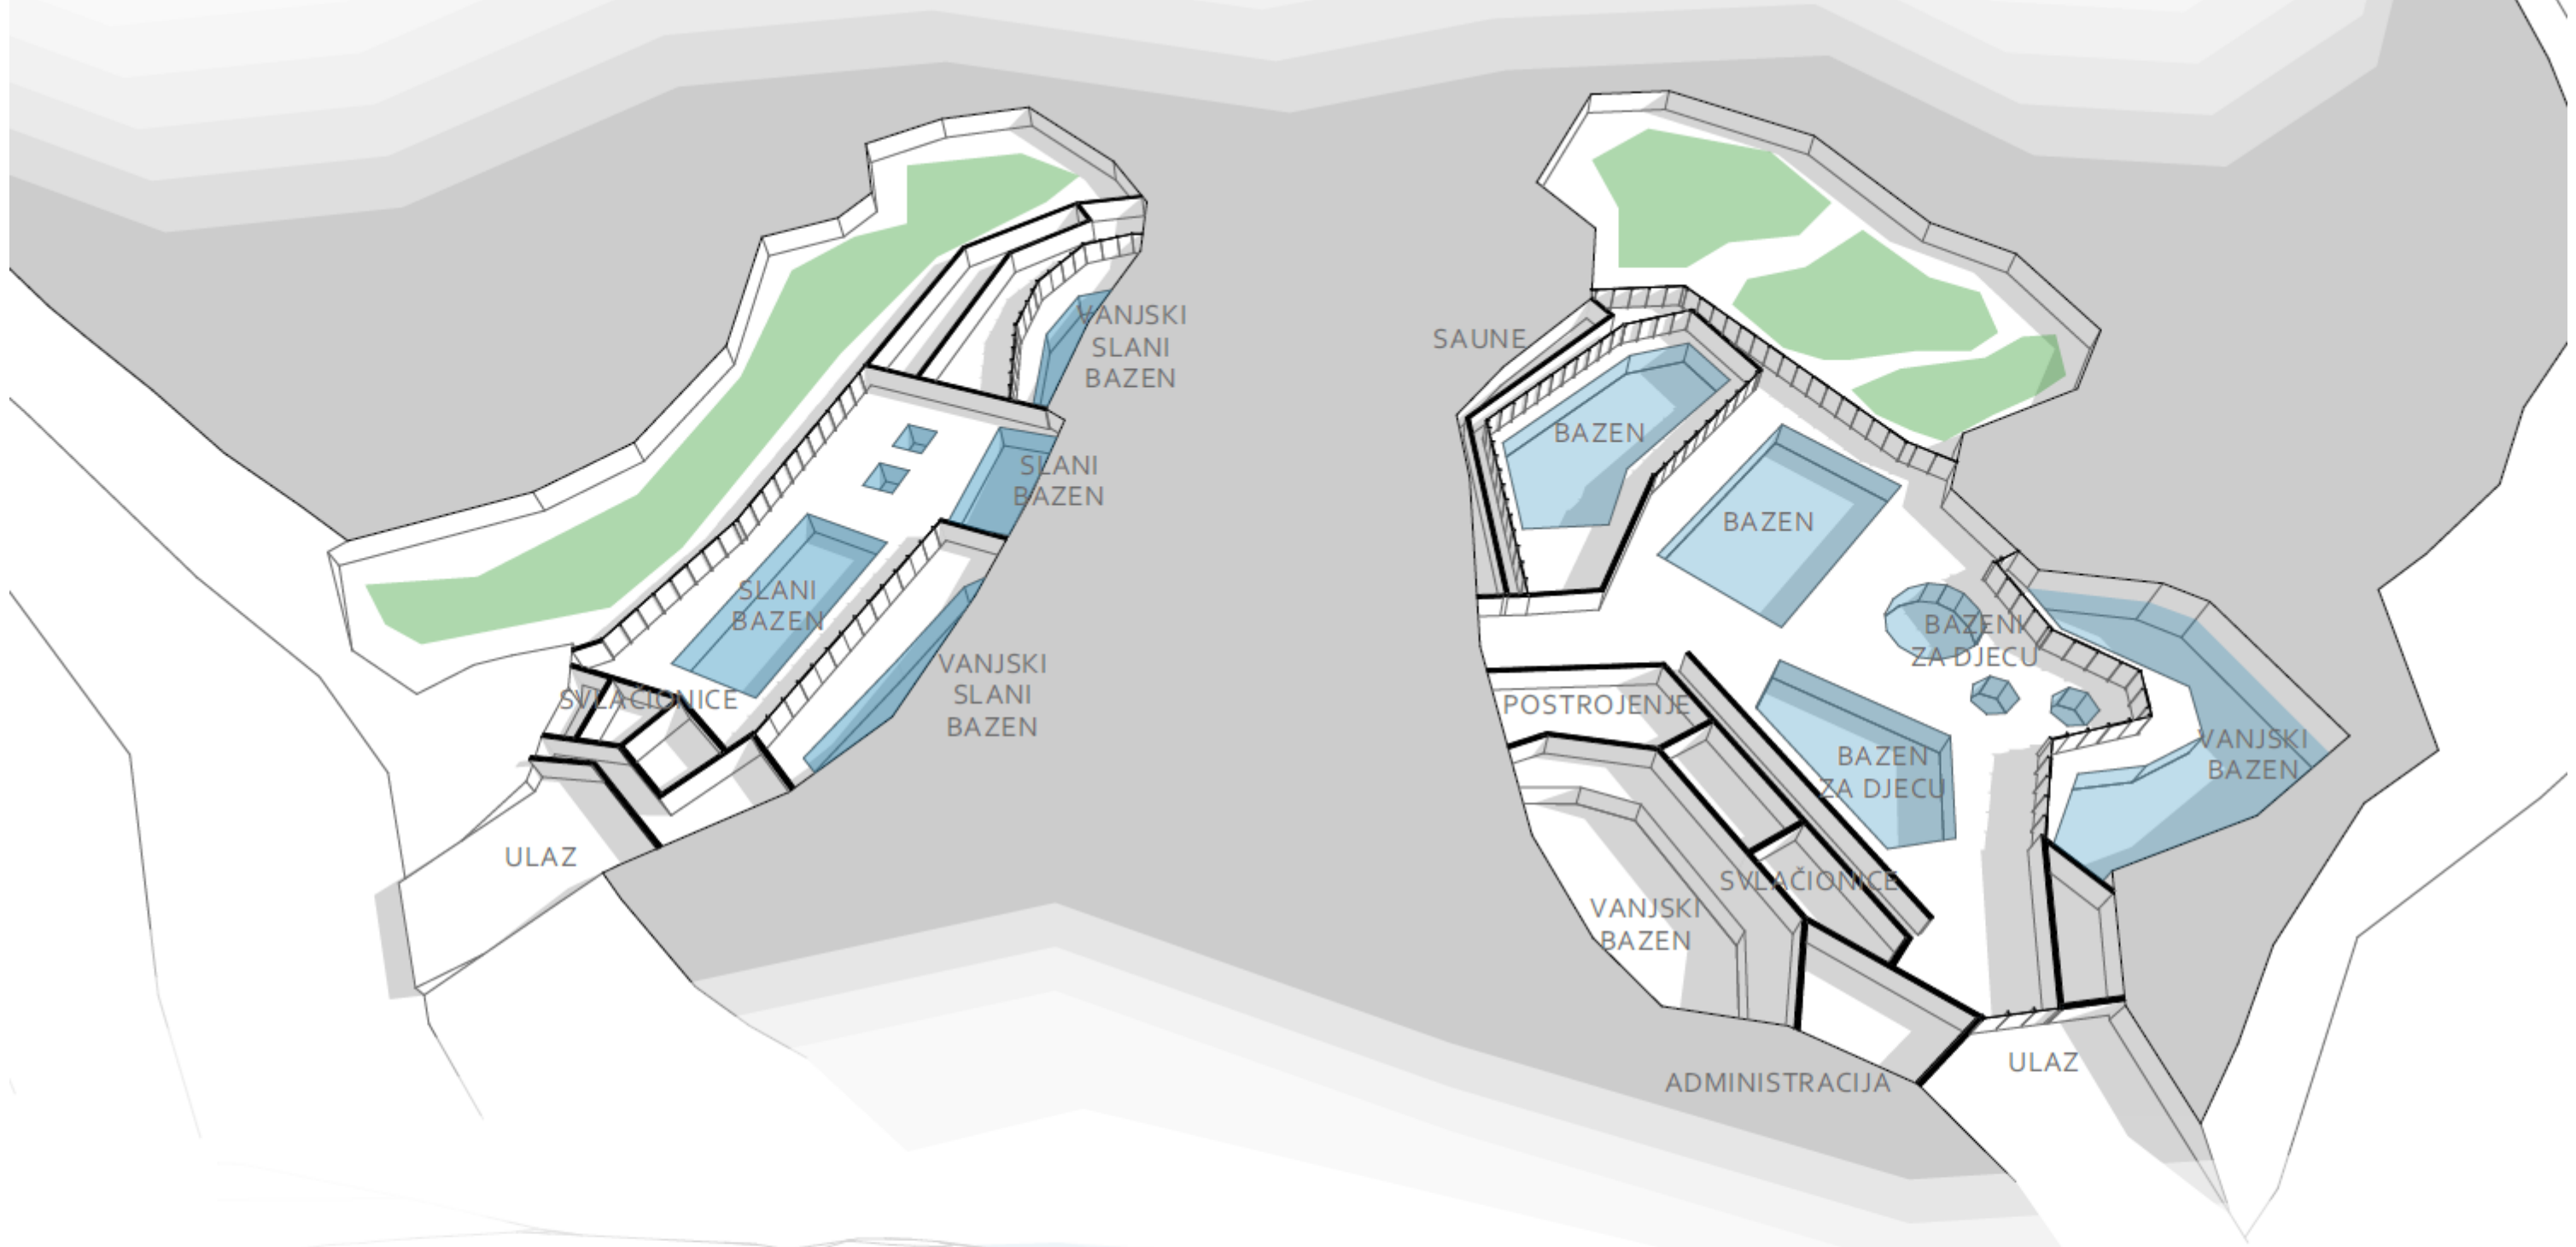 VANJSKI
SLANI
BAZEN
SLANI
BAZEN
SLANI
BAZEN
VANJSKI
SLANI
BAZEN
SVLAČIONICE
ULAZ
SAUNE
BAZEN
BAZEN
BAZENI
ZA DJECU
POSTROJENJE
BAZEN
ZA DJECU
VANJSKI
BAZEN
SVLAČIONICE
VANJSKI
BAZEN
ULAZ
ADMINISTRACIJA